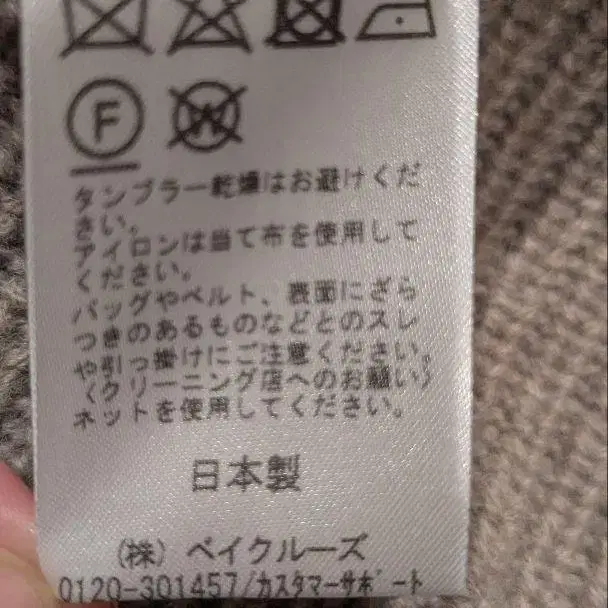 F
W
タンブラー乾燥はお避けくだ
さい。
アイロンは当て布を使用して
ください。
バッグやベルト、表面にざら
つきのあるものなどとのスレ
や引っ掛けにご注意ください。
〈クリーニング店へのお願い〉
ネットを使用してください。
日本製
(株) ベイクルーズ
0120-301457/カスタマーサポート